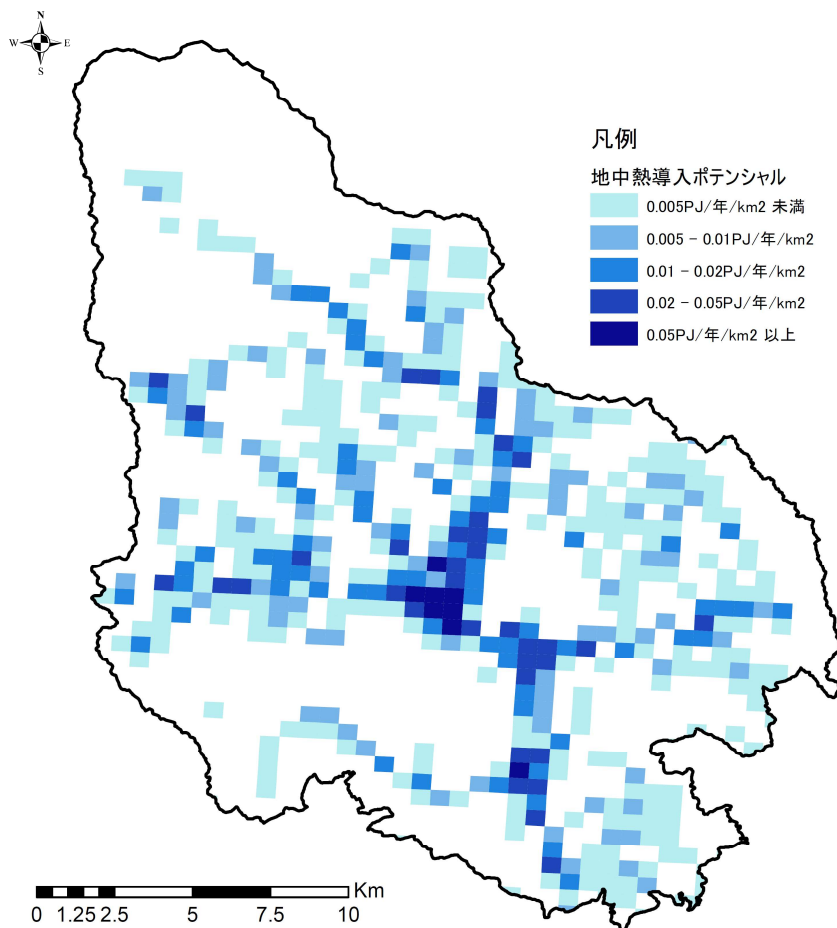 N
W E
S
凡例
地中熱導入ポテンシャル
0.005PJ/年/km2 未満
0.005 - 0.01PJ/年/km2
0.01 - 0.02PJ/年/km2
0.02 - 0.05PJ/年/km2
0.05PJ/年/km2 以上
Km
0 1.25 2.5 5 7.5 10